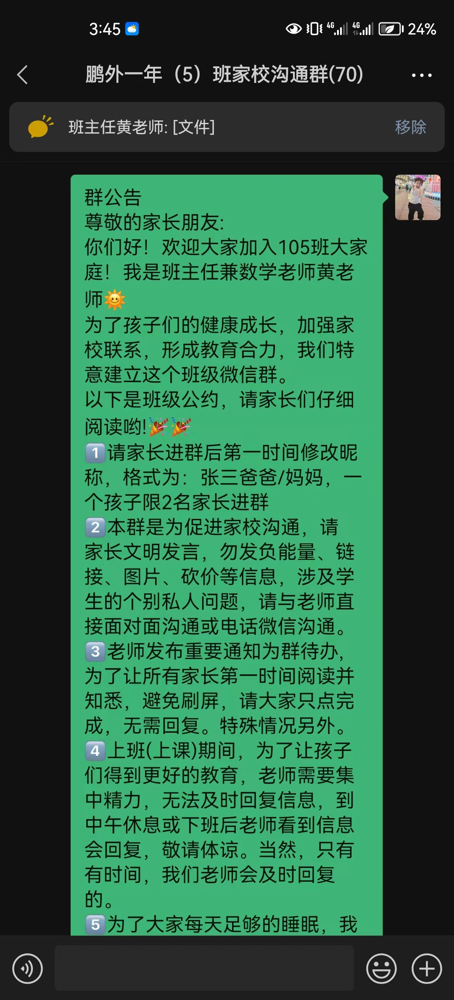 3:45
4G 4G 24%
鹏外一年（5）班家校沟通群(70)
班主任黄老师: [文件]
移除
群公告
尊敬的家长朋友:
你们好！欢迎大家加入105班大家
庭！我是班主任兼数学老师黄老
师🌞
为了孩子们的健康成长，加强家
校联系，形成教育合力，我们特
意建立这个班级微信群。
以下是班级公约，请家长们仔细
阅读哟!🎉🎉
1️⃣请家长进群后第一时间修改昵
称，格式为：张三爸爸/妈妈，一
个孩子限2名家长进群
2️⃣本群是为促进家校沟通，请
家长文明发言，勿发负能量、链
接、图片、砍价等信息，涉及学
生的个别私人问题，请与老师直
接面对面沟通或电话微信沟通。
3️⃣老师发布重要通知为群待办，
为了让所有家长第一时间阅读并
知悉，避免刷屏，请大家只点完
成，无需回复。特殊情况另外。
4️⃣上班(上课)期间，为了让孩子
们得到更好的教育，老师需要集
中精力，无法及时回复信息，到
中午休息或下班后老师看到信息
会回复，敬请体谅。当然，只有
有时间，我们老师会及时回复
的。
5️⃣为了大家每天足够的睡眠，我